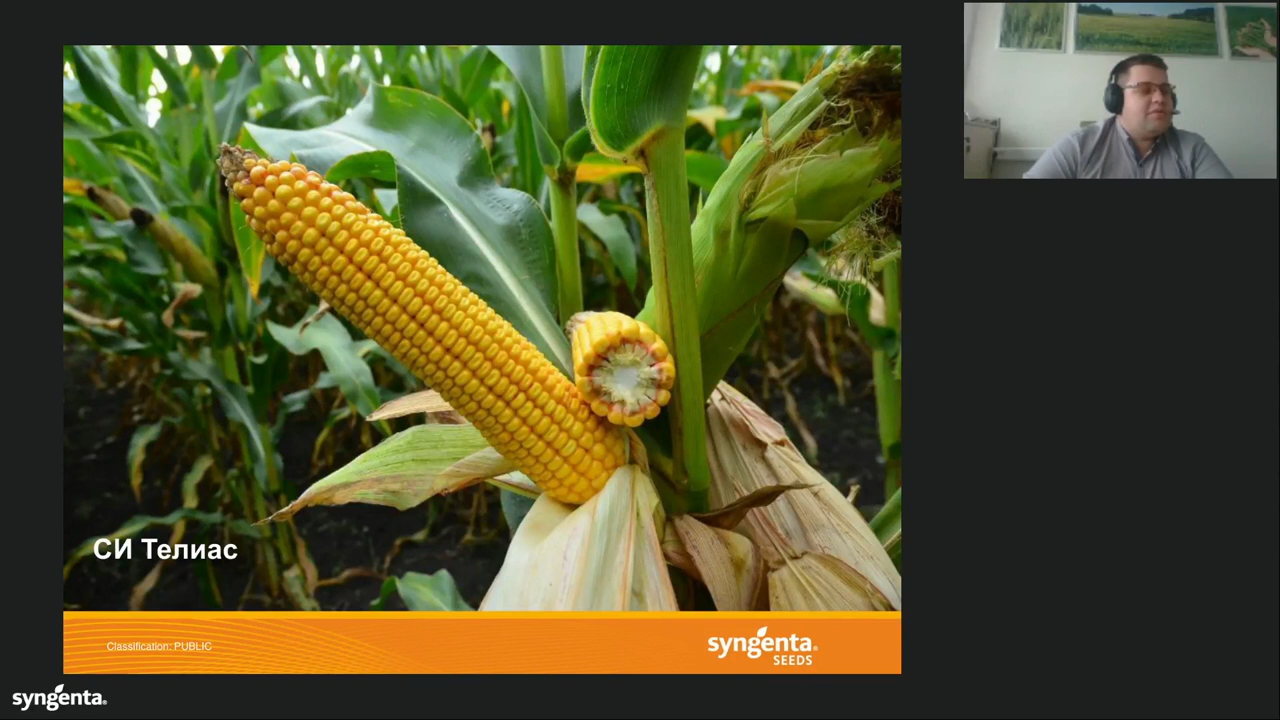 СИ Телиас
Classification: PUBLIC
syngenta®
SEEDS
syngenta®